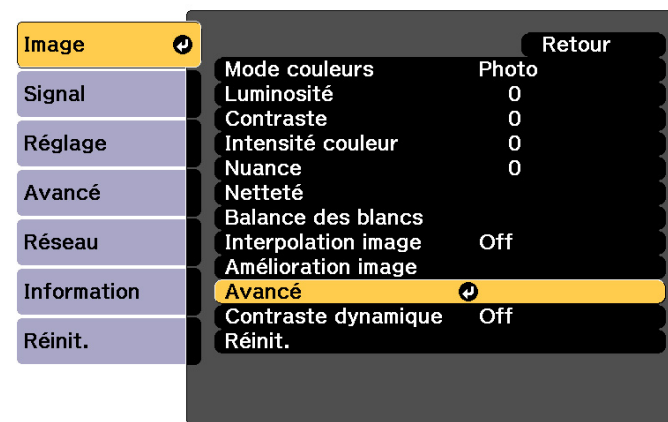 Image
Signal
Réglage
Avancé
Réseau
Information
Réinit.
Retour
Mode couleurs Photo
Luminosité 0
Contraste 0
Intensité couleur 0
Nuance 0
Netteté
Balance des blancs
Interpolation image Off
Amélioration image
Avancé
Contraste dynamique Off
Réinit.